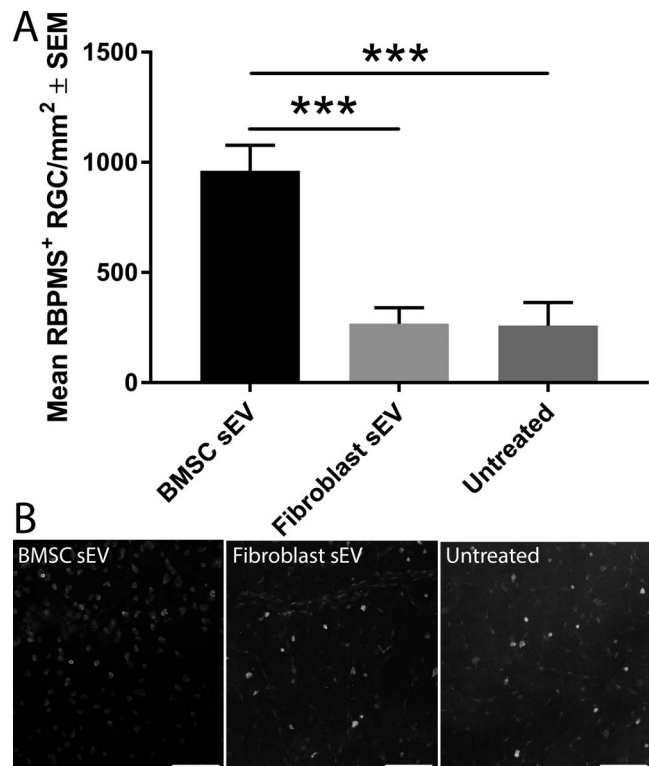 A
Mean RBPMS⁺ RGC/mm² ± SEM
1500
1000
500
0
***
***
BMSC sEV
Fibroblast sEV
Untreated
B
BMSC sEV
Fibroblast sEV
Untreated